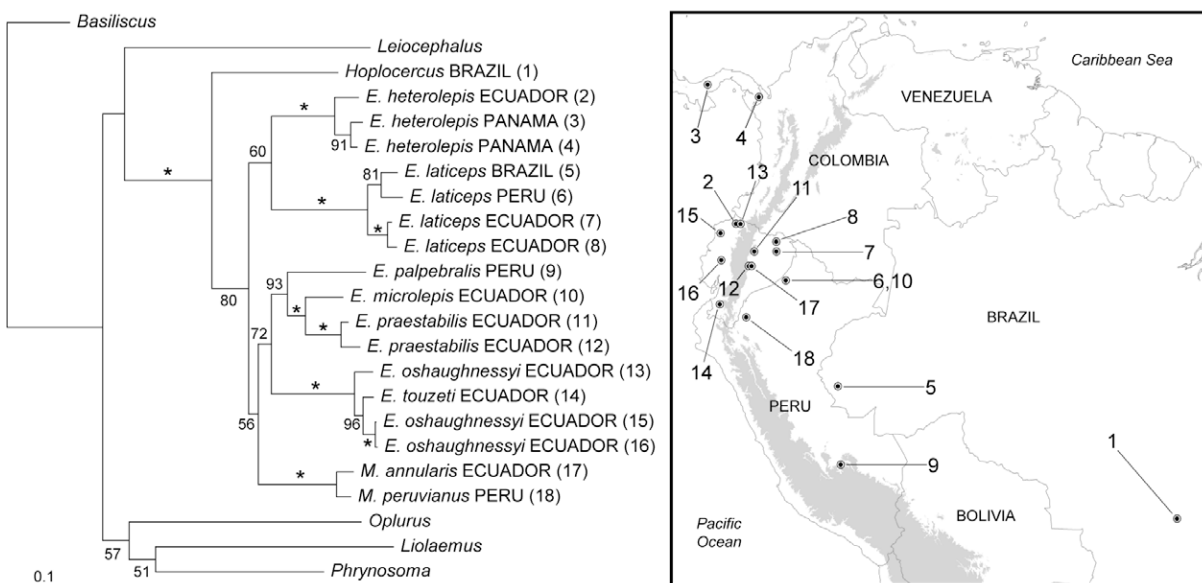 Basiliscus
Leiocephalus
Hoplocercus BRAZIL (1)
*
E. heterolepis ECUADOR (2)
E. heterolepis PANAMA (3)
91
E. heterolepis PANAMA (4)
60
*
81
E. laticeps BRAZIL (5)
E. laticeps PERU (6)
*
*
E. laticeps ECUADOR (7)
E. laticeps ECUADOR (8)
80
93
E. palpebralis PERU (9)
*
E. microlepis ECUADOR (10)
*
E. praestabilis ECUADOR (11)
72
E. praestabilis ECUADOR (12)
*
E. oshaughnessyi ECUADOR (13)
E. touzeti ECUADOR (14)
96
E. oshaughnessyi ECUADOR (15)
*
E. oshaughnessyi ECUADOR (16)
56
*
M. annularis ECUADOR (17)
M. peruvianus PERU (18)
Oplurus
57
Liolaemus
51
Phrynosoma
0.1
Caribbean Sea
VENEZUELA
3
4
COLOMBIA
2
13
11
15
8
7
16
12
17
6,10
14
18
BRAZIL
5
PERU
1
9
BOLIVIA
Pacific
Ocean